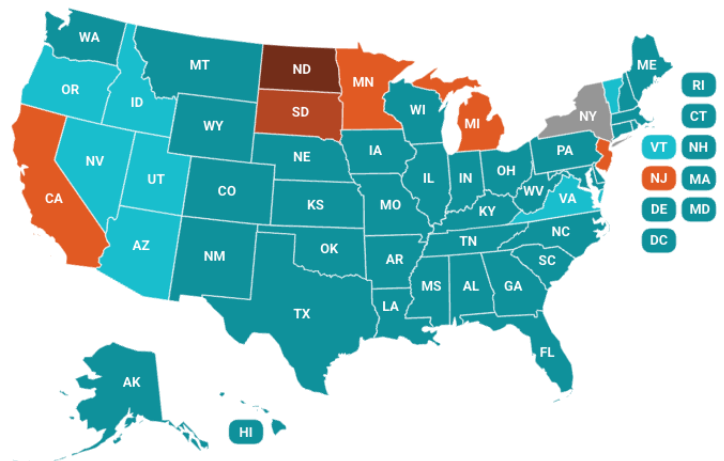 WA
MT
ND
MN
ME
OR
ID
SD
WI
MI
NY
RI
WY
CT
IA
PA
VT
NH
NV
NE
OH
UT
CO
IL
IN
WV
NJ
MA
CA
KS
MO
KY
VA
DE
MD
AZ
NM
OK
TN
NC
DC
AR
SC
MS
AL
GA
LA
TX
FL
AK
HI